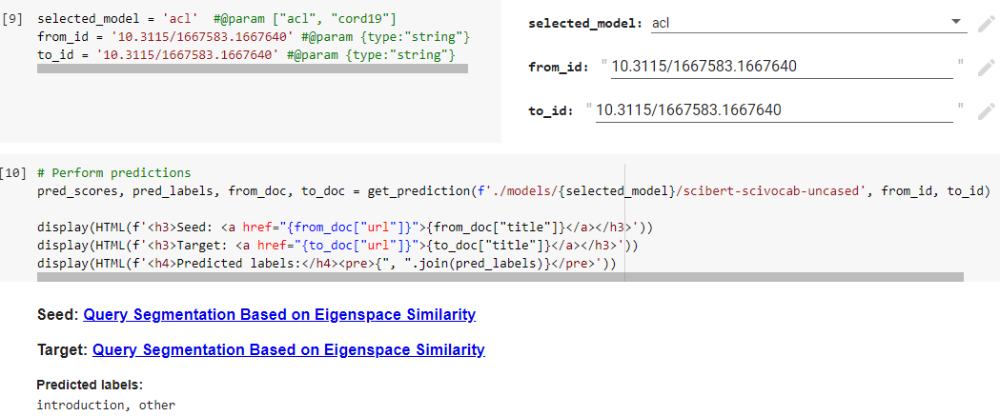 [9] selected_model = 'acl'  #@param ["acl", "cord19"]
from_id = '10.3115/1667583.1667640' #@param {type:"string"}
to_id = '10.3115/1667583.1667640' #@param {type:"string"}
selected_model: acl
from_id: "10.3115/1667583.1667640"
to_id: "10.3115/1667583.1667640"
[10] # Perform predictions
pred_scores, pred_labels, from_doc, to_doc = get_prediction(f'./models/{selected_model}/scibert-scivocab-uncased', from_id, to_id)
display(HTML(f'<h3>Seed: <a href="{from_doc["url"]}">{from_doc["title"]}</a></h3>'))
display(HTML(f'<h3>Target: <a href="{to_doc["url"]}">{to_doc["title"]}</a></h3>'))
display(HTML(f'<h4>Predicted labels:</h4><pre>{", ".join(pred_labels)}</pre>'))
Seed: Query Segmentation Based on Eigenspace Similarity
Target: Query Segmentation Based on Eigenspace Similarity
Predicted labels:
introduction, other